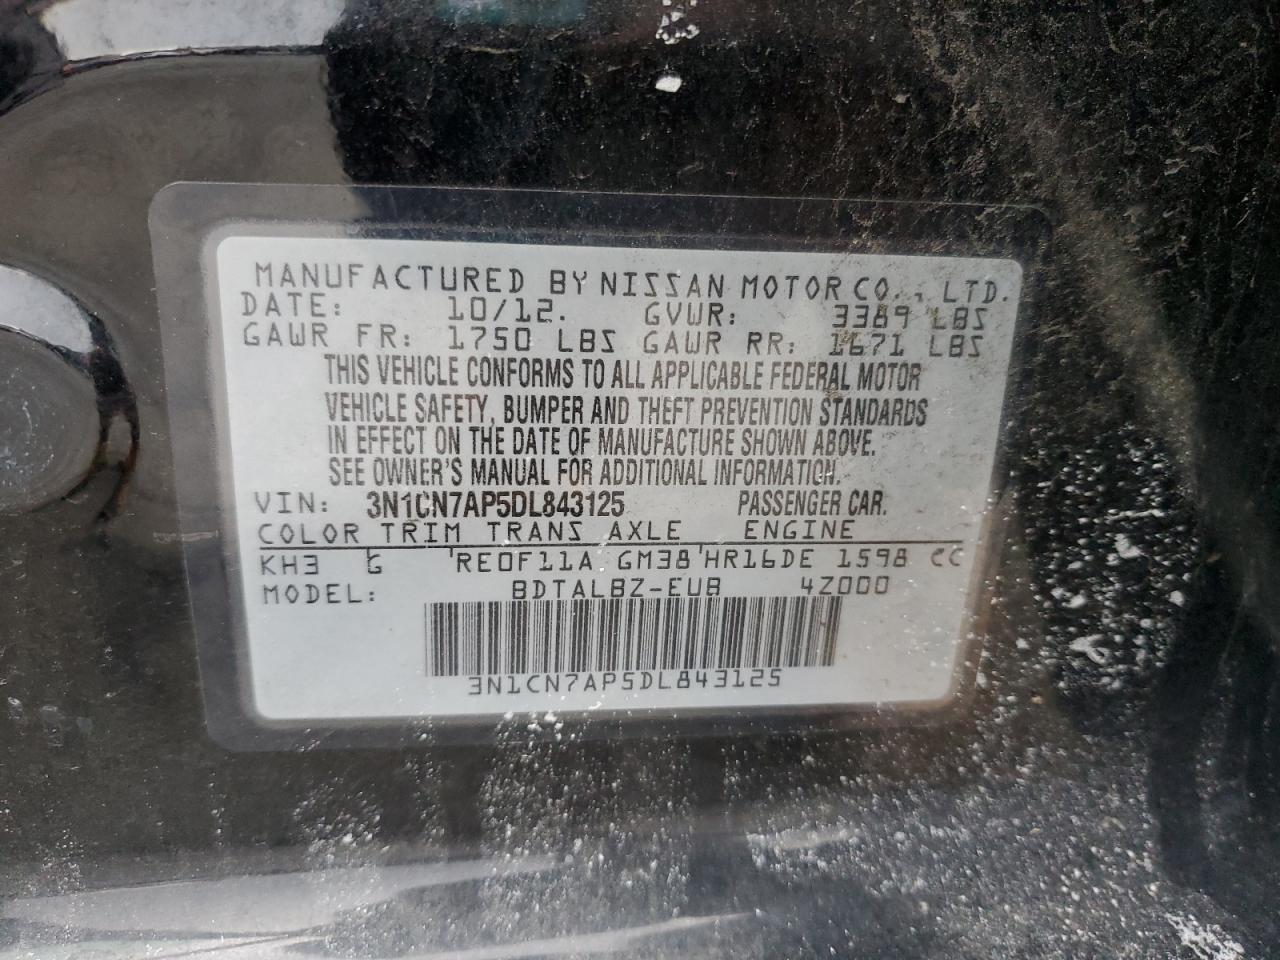 MANUFACTURED BY NISSAN MOTOR CO., LTD.
DATE: 10/12. GVWR: 3389 LBS
GAWR FR: 1750 LBS GAWR RR: 1671 LBS
THIS VEHICLE CONFORMS TO ALL APPLICABLE FEDERAL MOTOR
VEHICLE SAFETY, BUMPER AND THEFT PREVENTION STANDARDS
IN EFFECT ON THE DATE OF MANUFACTURE SHOWN ABOVE.
SEE OWNER'S MANUAL FOR ADDITIONAL INFORMATION.
VIN: 3N1CN7AP5DL843125 PASSENGER CAR.
COLOR TRIM TRANS AXLE ENGINE
KH3 G RE0F11A GM38 HR16DE 1598 CC
MODEL: BDTALBZ-EUB 4Z000
3N1CN7AP5DL843125